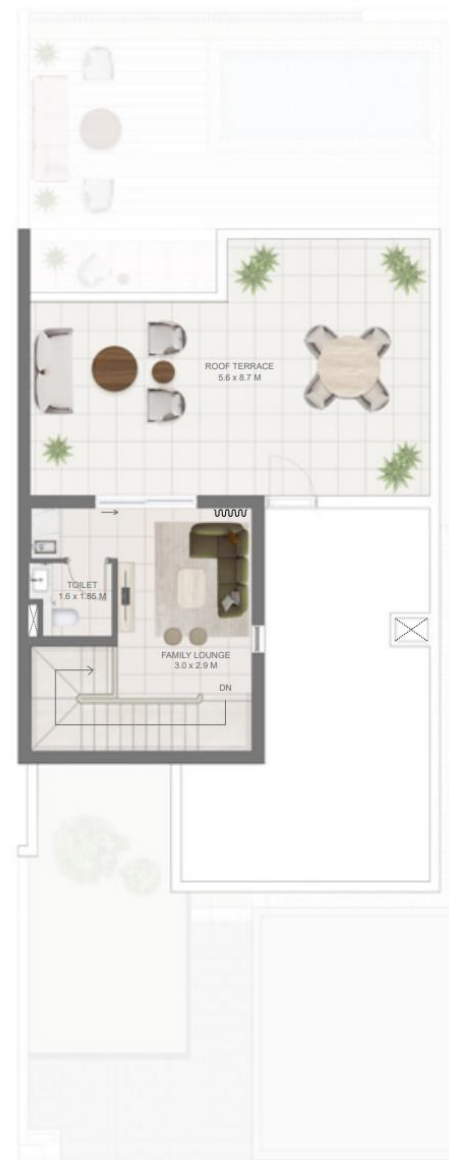 ROOF TERRACE
5.6 x 8.7 M
TOILET
1.6 x 1.85 M
FAMILY LOUNGE
3.0 x 2.9 M
DN